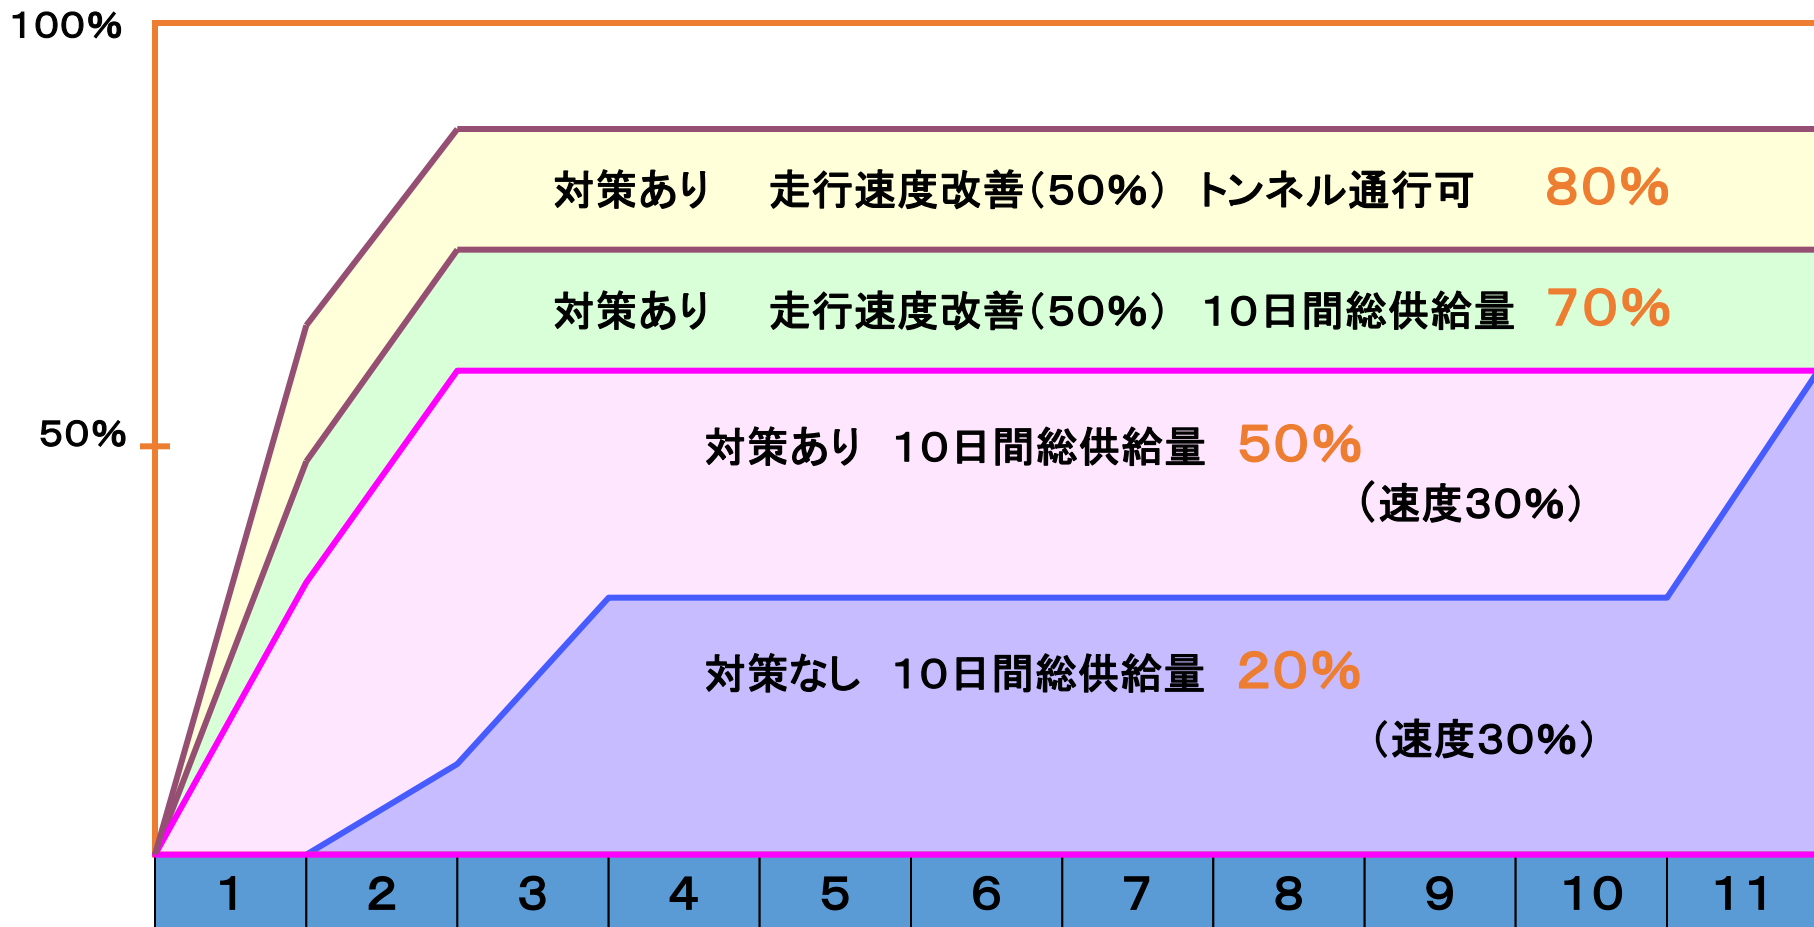 100%
対策あり　走行速度改善(50%)　トンネル通行可　80%
対策あり　走行速度改善(50%)　10日間総供給量　70%
50%
対策あり　10日間総供給量　50%
(速度30%)
対策なし　10日間総供給量　20%
(速度30%)
1 2 3 4 5 6 7 8 9 10 11